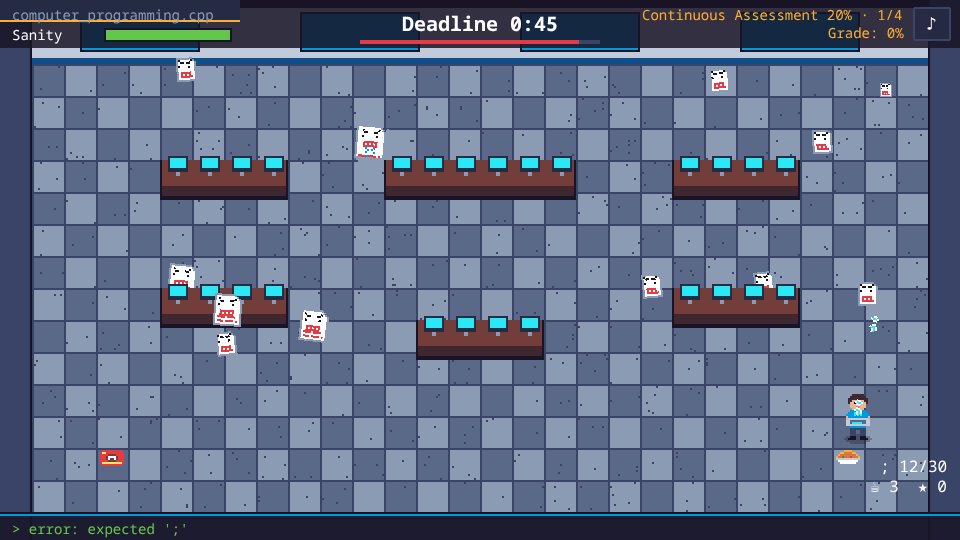 computer programming.cpp
Sanity
Deadline 0:45
Continuous Assessment 20% · 1/4
Grade: 0%
♪
; 12/30
☕ 3 ★ 0
> error: expected ';'